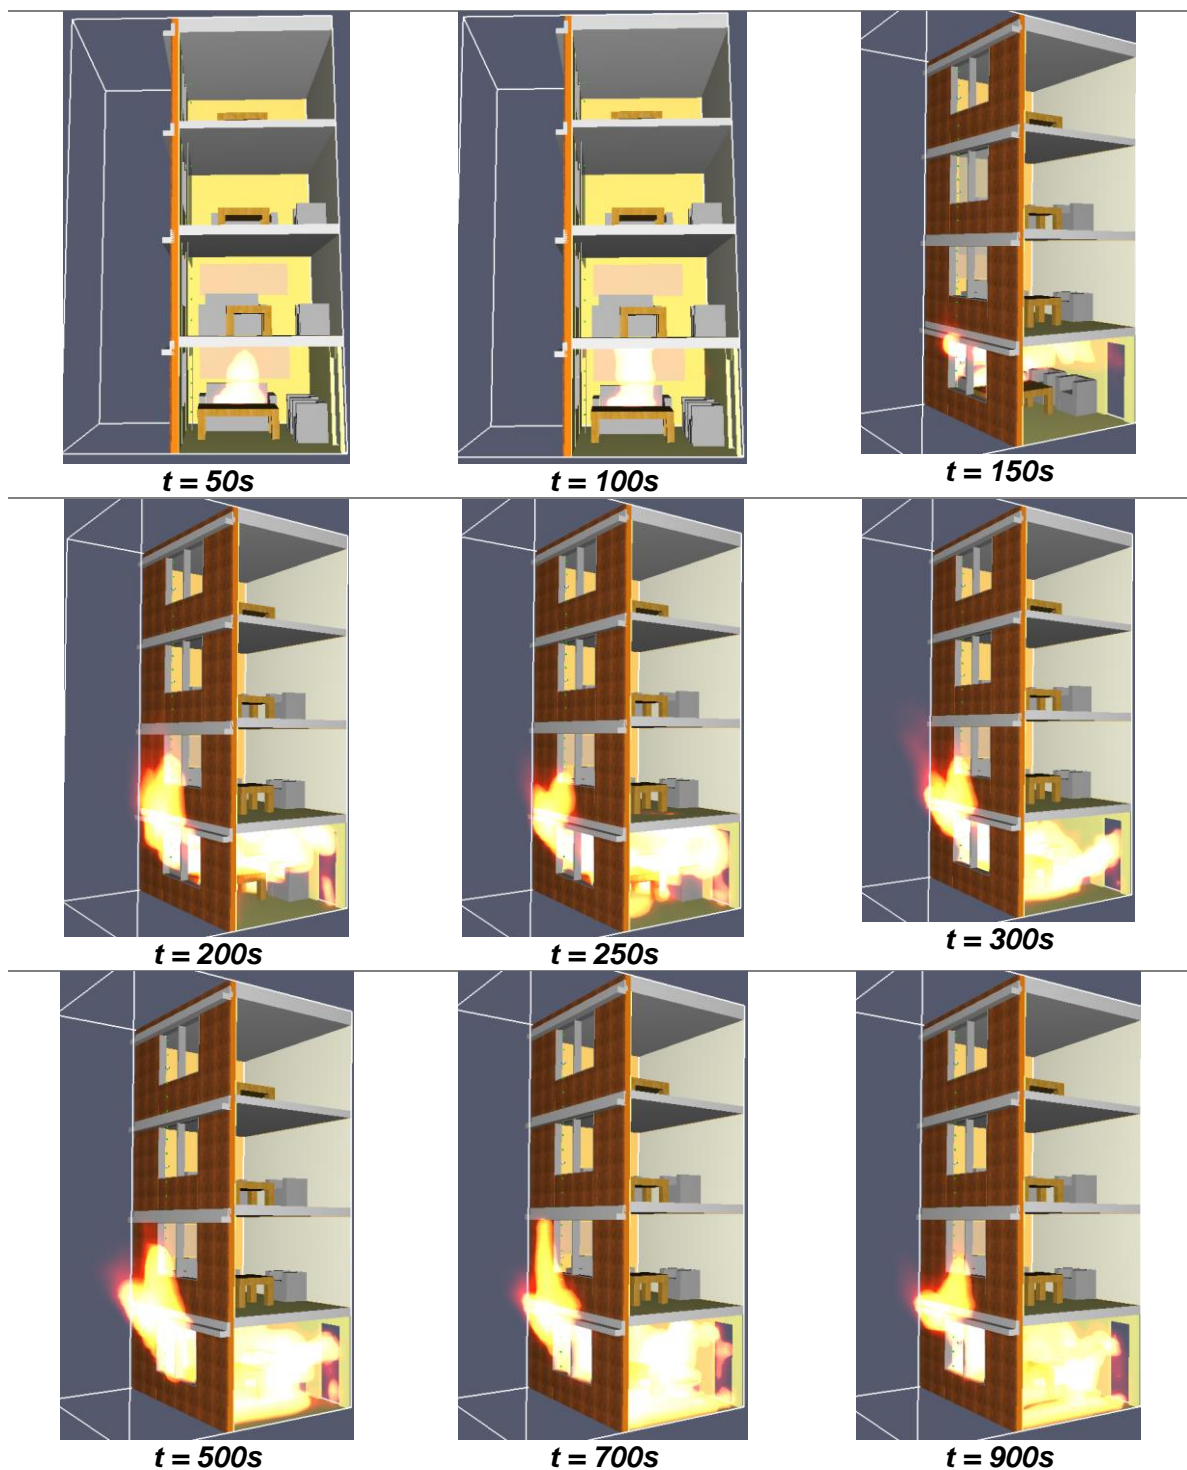 t = 50s
t = 100s
t = 150s
t = 200s
t = 250s
t = 300s
t = 500s
t = 700s
t = 900s